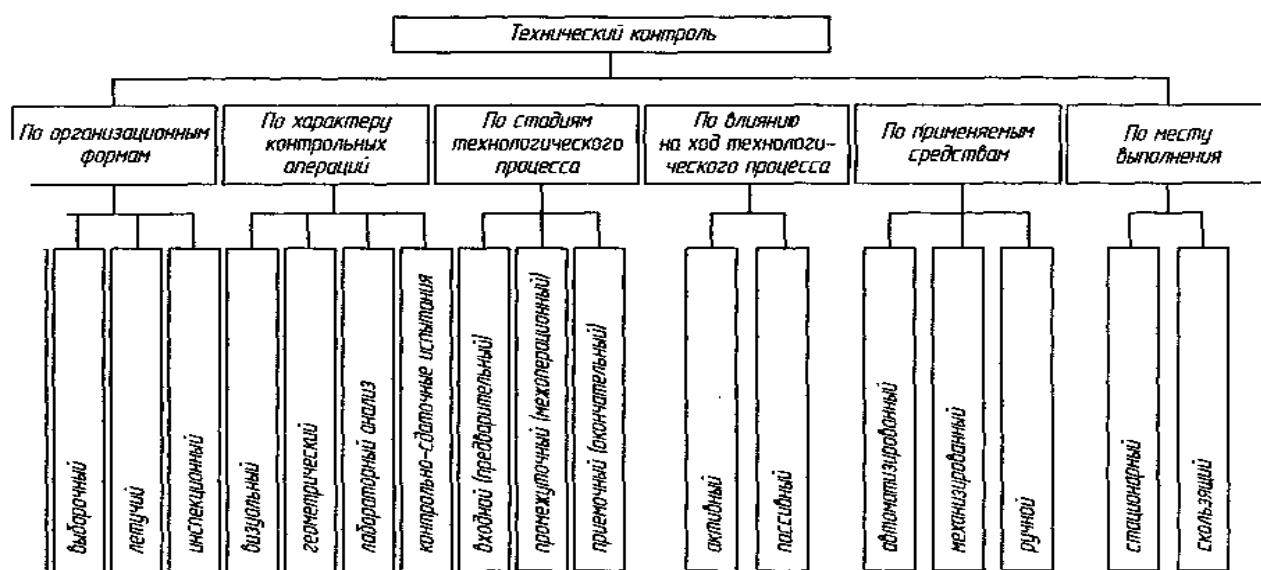 Технический контроль
По организационным
формам
По характеру
контрольных
операций
По стадиям
технологического
процесса
По влиянию
на ход технологи-
ческого процесса
По применяемым
средствам
По месту
выполнения
выборочный
летучий
инспекционный
визуальный
геометрический
лабораторный анализ
контрольно-сдаточные испытания
входной (предварительный)
промежуточный (межоперационный)
приемочный (окончательный)
активный
пассивный
автоматизированный
механизированный
ручной
стационарный
скользящий